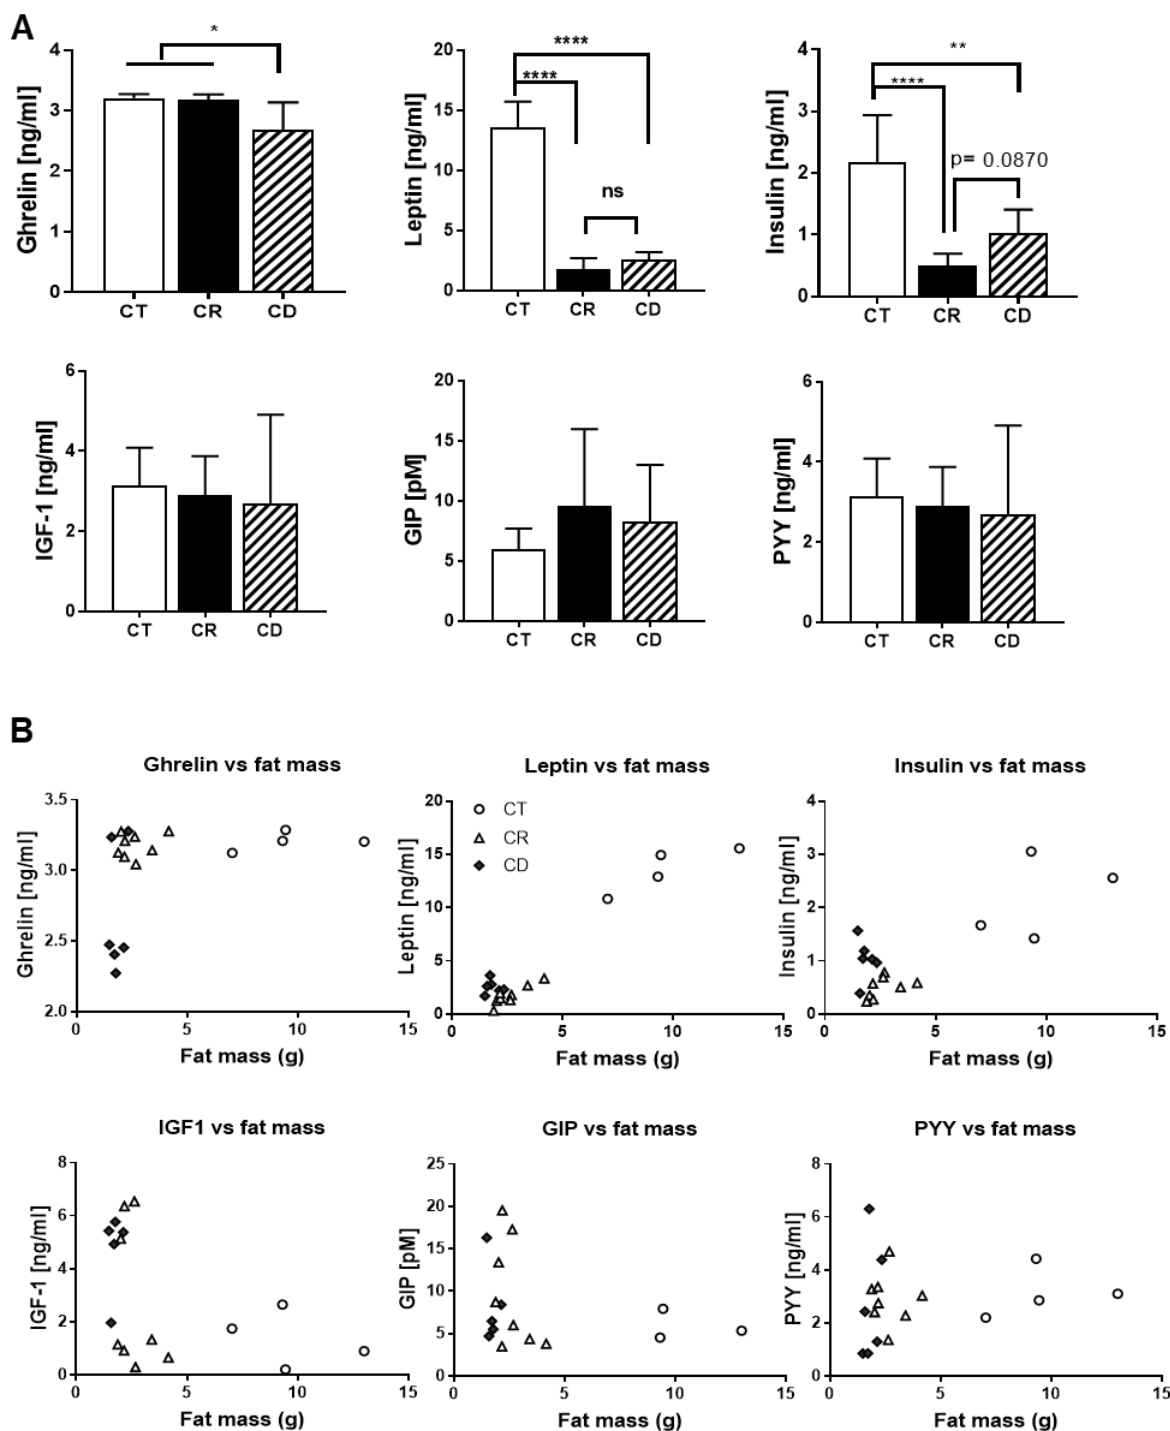 A
*
Ghrelin [ng/ml]
4
3
2
1
0
CT CR CD
****
****
ns
Leptin [ng/ml]
20
15
10
5
0
CT CR CD
**
****
p= 0.0870
Insulin [ng/ml]
4
3
2
1
0
CT CR CD
IGF-1 [ng/ml]
6
4
2
0
CT CR CD
GIP [pM]
20
15
10
5
0
CT CR CD
PYY [ng/ml]
6
4
2
0
CT CR CD
B
Ghrelin vs fat mass
Ghrelin [ng/ml]
3.5
3.0
2.5
2.0
0 5 10 15
Fat mass (g)
Leptin vs fat mass
CT
CR
CD
Leptin [ng/ml]
20
15
10
5
0
0 5 10 15
Fat mass (g)
Insulin vs fat mass
Insulin [ng/ml]
4
3
2
1
0
0 5 10 15
Fat mass (g)
IGF1 vs fat mass
IGF-1 [ng/ml]
8
6
4
2
0
0 5 10 15
Fat mass (g)
GIP vs fat mass
GIP [pM]
25
20
15
10
5
0
0 5 10 15
Fat mass (g)
PYY vs fat mass
PYY [ng/ml]
8
6
4
2
0
0 5 10 15
Fat mass (g)